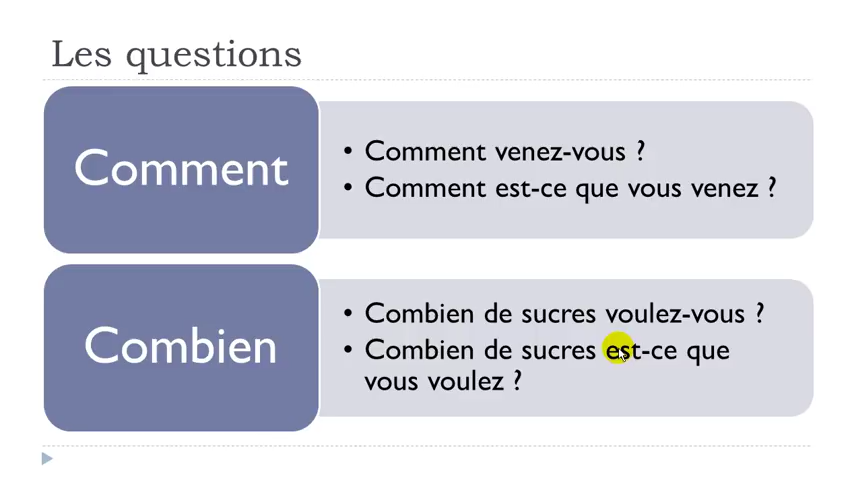 Les questions
Comment
• Comment venez-vous ?
• Comment est-ce que vous venez ?
Combien
• Combien de sucres voulez-vous ?
• Combien de sucres est-ce que
vous voulez ?